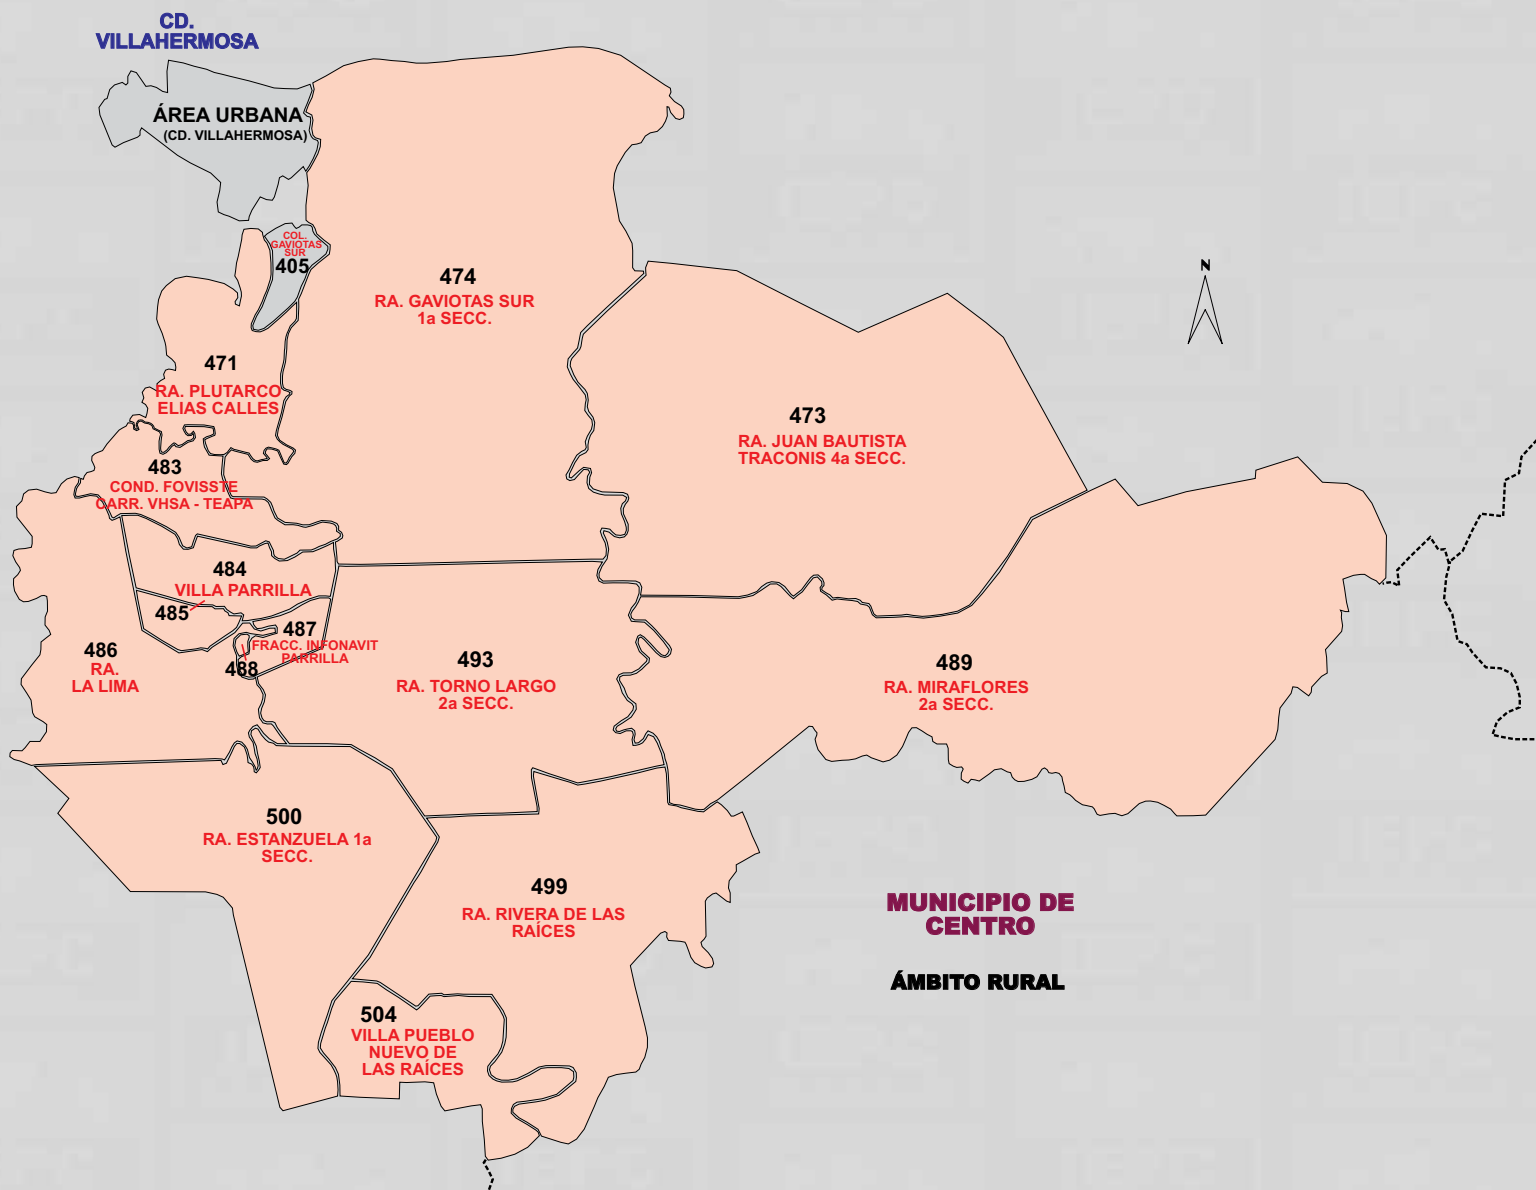 CD.
VILLAHERMOSA
ÁREA URBANA
(CD. VILLAHERMOSA)
COL.
GAVIOTAS
SUR
405
474
RA. GAVIOTAS SUR
1a SECC.
N
471
RA. PLUTARCO
ELIAS CALLES
473
RA. JUAN BAUTISTA
TRACONIS 4a SECC.
483
COND. FOVISSTE
CARR. VHSA - TEAPA
484
VILLA PARRILLA
485
487
FRACC. INFONAVIT
PARRILLA
488
486
RA.
LA LIMA
493
RA. TORNO LARGO
2a SECC.
489
RA. MIRAFLORES
2a SECC.
500
RA. ESTANZUELA 1a
SECC.
499
RA. RIVERA DE LAS
RAÍCES
MUNICIPIO DE
CENTRO
ÁMBITO RURAL
504
VILLA PUEBLO
NUEVO DE
LAS RAÍCES